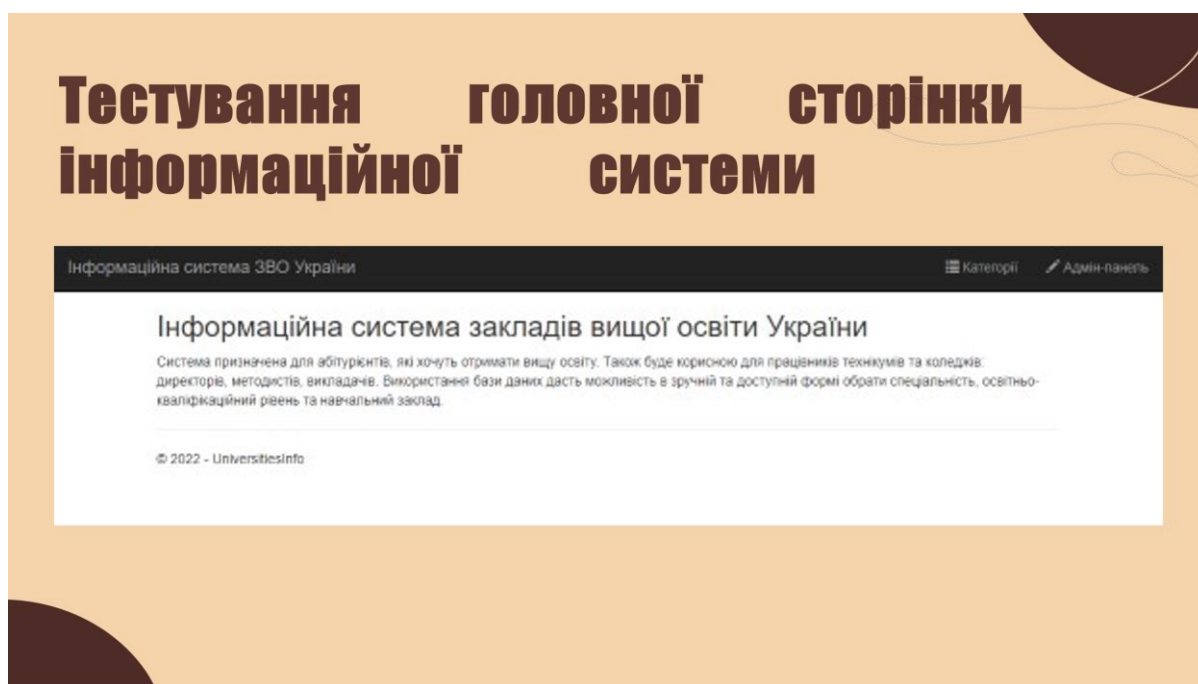 Тестування головної сторінки
інформаційної системи
Інформаційна система ЗВО України Категорії Адмін-панель
Інформаційна система закладів вищої освіти України
Система призначена для абітурієнтів, які хочуть отримати вищу освіту. Також буде корисною для працівників технікумів та коледжів:
директорів, методистів, викладачів. Використання бази даних дасть можливість в зручній та доступній формі обрати спеціальність, освітньо-
кваліфікаційний рівень та навчальний заклад.
© 2022 - UniversitiesInfo